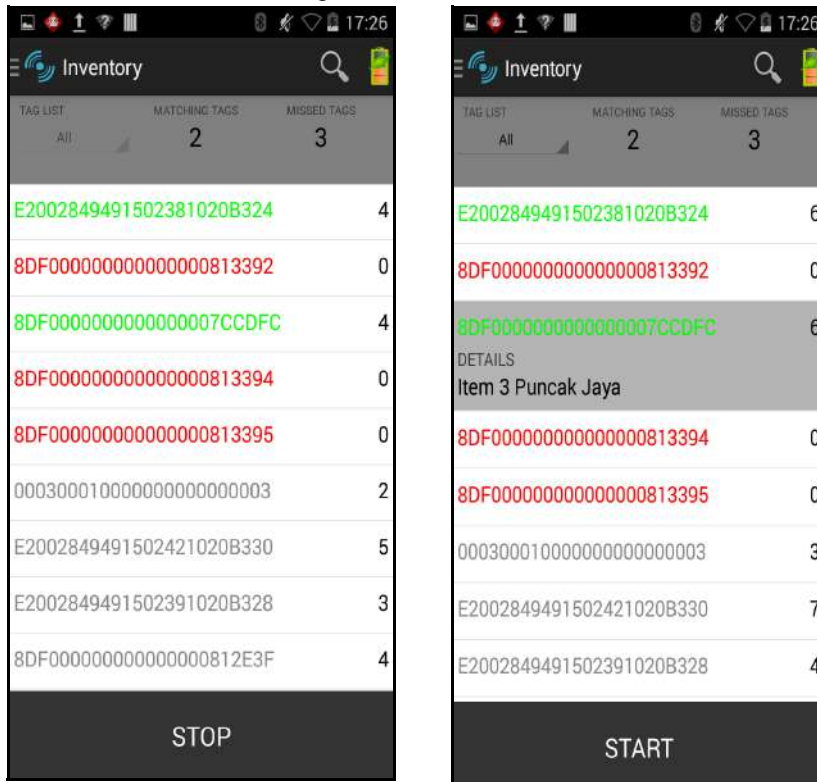 17:26
Inventory
TAG LIST MATCHING TAGS MISSED TAGS
All 2 3
E2002849491502381020B324 4
8DF000000000000000813392 0
8DF0000000000000007CCDFC 4
8DF000000000000000813394 0
8DF000000000000000813395 0
000300010000000000000003 2
E2002849491502421020B330 5
E2002849491502391020B328 3
8DF000000000000000812E3F 4
STOP
17:26
Inventory
TAG LIST MATCHING TAGS MISSED TAGS
All 2 3
E2002849491502381020B324 6
8DF000000000000000813392 0
8DF0000000000000007CCDFC 6
DETAILS
Item 3 Puncak Jaya
8DF000000000000000813394 0
8DF000000000000000813395 0
000300010000000000000003 3
E2002849491502421020B330 7
E2002849491502391020B328 4
START